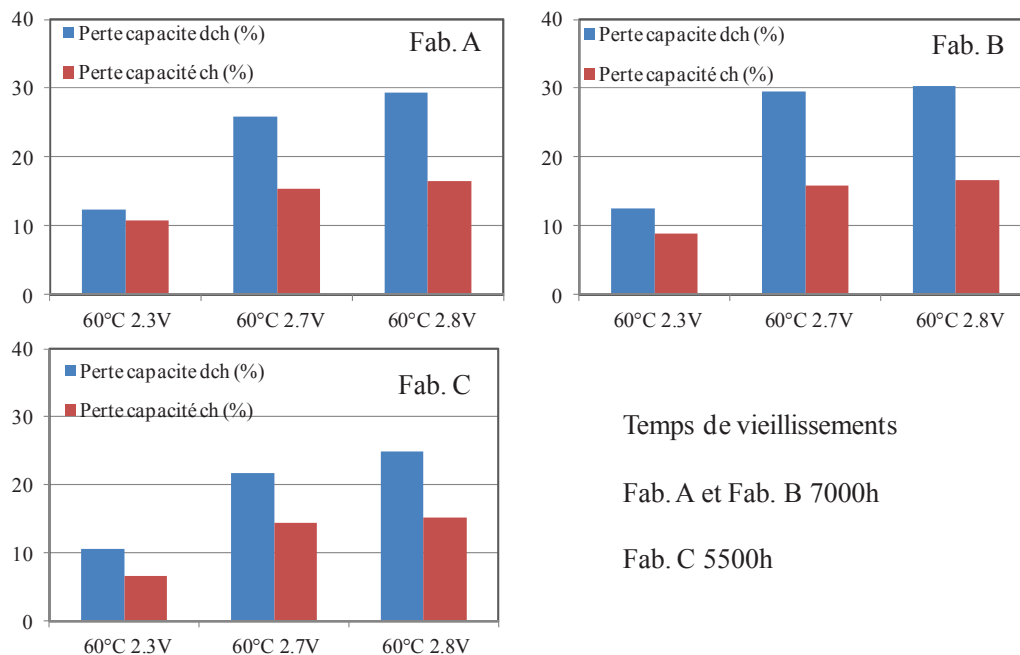 40
Perte capacite dch (%)
Fab. A
30
Perte capacité ch (%)
20
10
0
60°C 2.3V
60°C 2.7V
60°C 2.8V
40
Perte capacite dch (%)
Fab. B
Perte capacité ch (%)
30
20
10
0
60°C 2.3V
60°C 2.7V
60°C 2.8V
40
Perte capacite dch (%)
Fab. C
Perte capacité ch (%)
30
20
10
0
60°C 2.3V
60°C 2.7V
60°C 2.8V
Temps de vieillissements
Fab. A et Fab. B 7000h
Fab. C 5500h